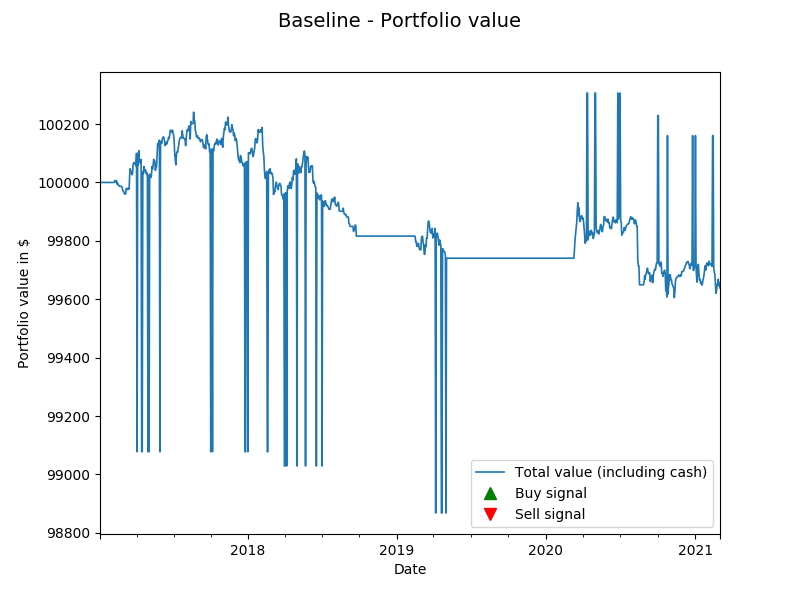 Baseline - Portfolio value
100200
100000
99800
99600
99400
99200
99000
98800
Portfolio value in $
Total value (including cash)
Buy signal
Sell signal
2018
2019
2020
2021
Date